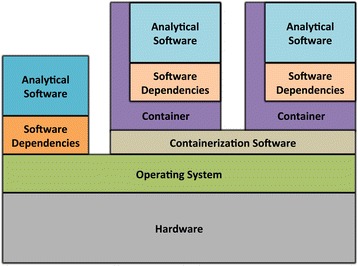 Analytical
Software
Analytical
Software
Analytical
Software
Software
Dependencies
Software
Dependencies
Software
Dependencies
Container
Container
Containerization Software
Operating System
Hardware